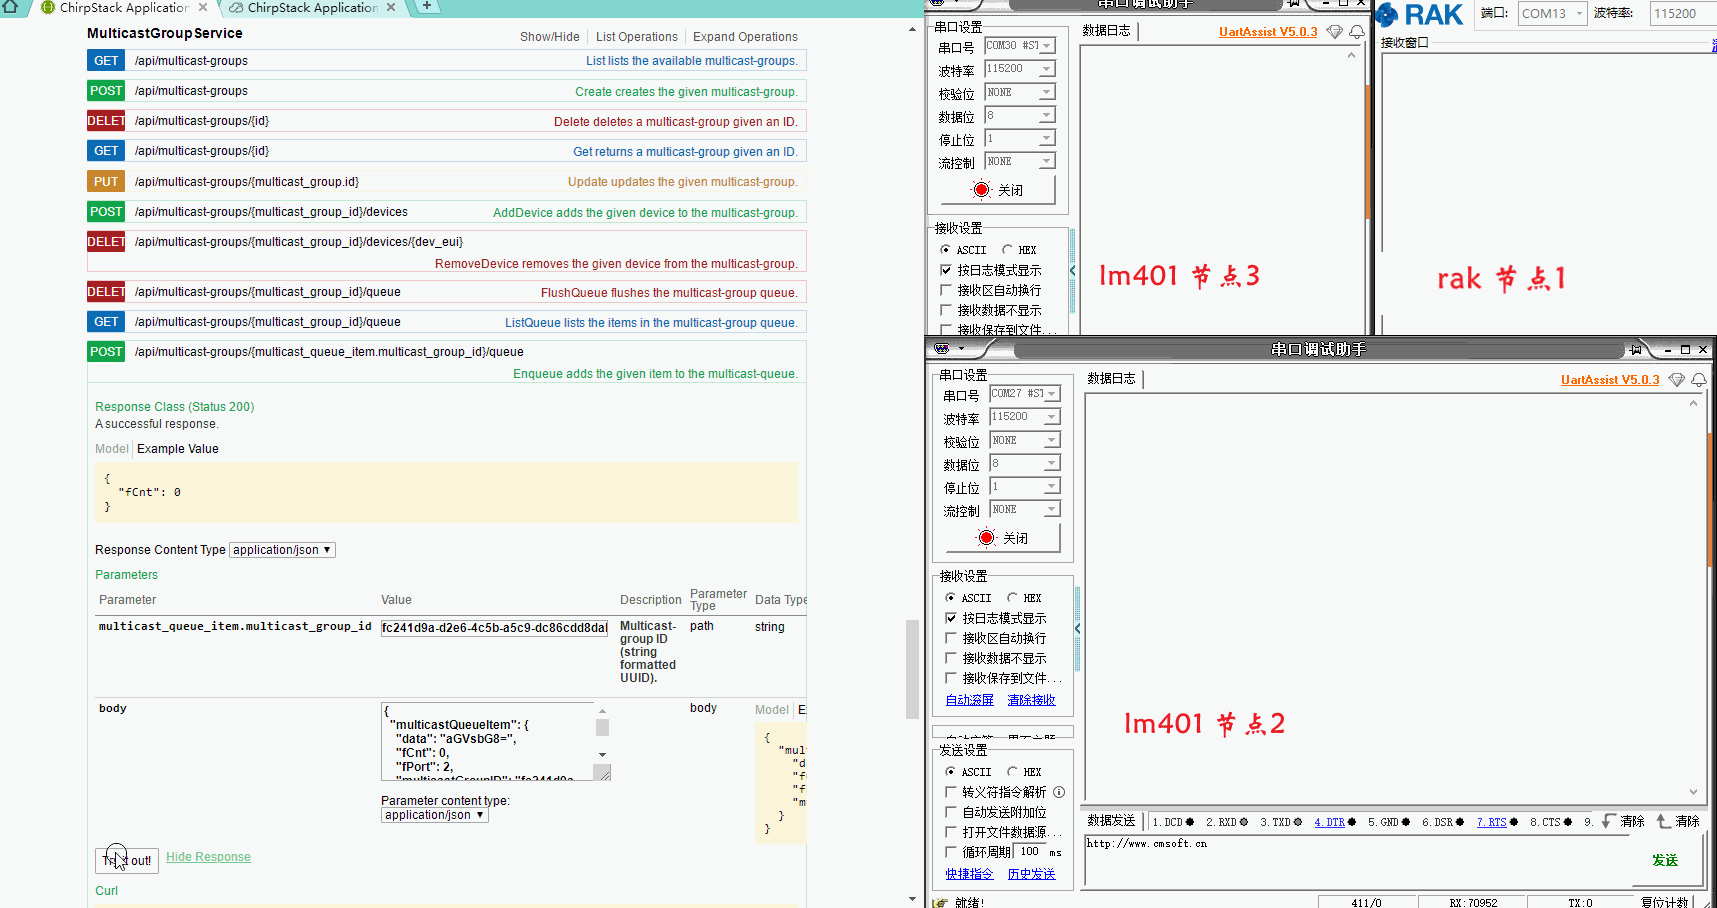 ChirpStack Application
ChirpStack Application
MulticastGroupService
Show/Hide
List Operations
Expand Operations
GET /api/multicast-groups List lists the available multicast-groups.
POST /api/multicast-groups Create creates the given multicast-group.
DELET /api/multicast-groups/{id} Delete deletes a multicast-group given an ID.
GET /api/multicast-groups/{id} Get returns a multicast-group given an ID.
PUT /api/multicast-groups/{multicast_group.id} Update updates the given multicast-group.
POST /api/multicast-groups/{multicast_group_id}/devices AddDevice adds the given device to the multicast-group.
DELET /api/multicast-groups/{multicast_group_id}/devices/{dev_eui}
RemoveDevice removes the given device from the multicast-group.
DELET /api/multicast-groups/{multicast_group_id}/queue FlushQueue flushes the multicast-group queue.
GET /api/multicast-groups/{multicast_group_id}/queue ListQueue lists the items in the multicast-group queue.
POST /api/multicast-groups/{multicast_queue_item.multicast_group_id}/queue
Enqueue adds the given item to the multicast-queue.
Response Class (Status 200)
A successful response.
Model Example Value
{
"fCnt": 0
}
Response Content Type application/json
Parameters
Parameter Value Description Parameter Type Data Type
multicast_queue_item.multicast_group_id fc241d9a-d2e6-4c5b-a5c9-dc86cdd8da
Multicast-
group ID
(string
formatted
UUID).
path
string
body
{
"multicastQueueItem": {
"data": "aGVsbG8=",
"fCnt": 0,
"fPort": 2,
"multicastGroupID": "fc241d9a
body
Model E
{
"mul
"d
"f
"f
"m
}
}
Parameter content type:
application/json
out!
Hide Response
Curl
串口调试助手
串口设置
串口号 COM30 #ST
波特率 115200
校验位 NONE
数据位 8
停止位 1
流控制 NONE
关闭
接收设置
ASCII HEX
按日志模式显示
接收区自动换行
接收数据不显示
接收保存到文件...
数据日志
UartAssist V5.0.3
lm401 节点3
RAK
端口: COM13
波特率: 115200
接收窗口
rak 节点1
串口调试助手
串口设置
串口号 COM27 #ST
波特率 115200
校验位 NONE
数据位 8
停止位 1
流控制 NONE
关闭
接收设置
ASCII HEX
按日志模式显示
接收区自动换行
接收数据不显示
接收保存到文件...
自动滚屏 清除接收
发送设置
ASCII HEX
转义符指令解析
自动发送附加位
打开文件数据源...
循环周期 100 ms
快捷指令 历史发送
数据日志
UartAssist V5.0.3
lm401 节点2
数据发送
1.DCD 2.RXD 3.TXD 4.DTR 5.GND 6.DSR 7.RTS 8.CTS 9.
清除 清除
http://www.cmsoft.cn
发送
就绪!
411/0
RX:70952
TX:0
复位计数